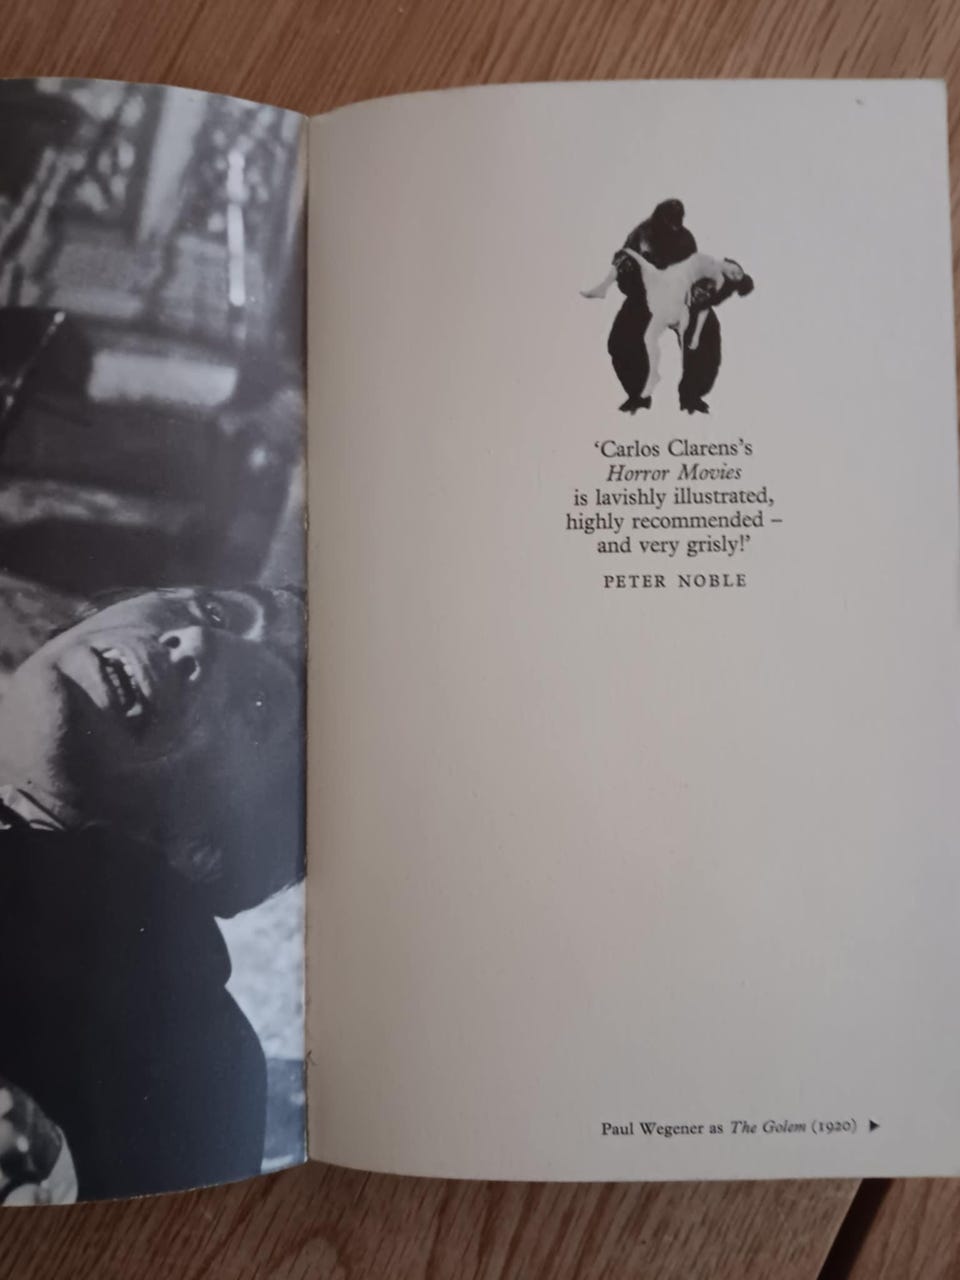 ‘Carlos Clarens’s
Horror Movies
is lavishly illustrated,
highly recommended –
and very grisly!’
PETER NOBLE
Paul Wegener as The Golem (1920) ▶